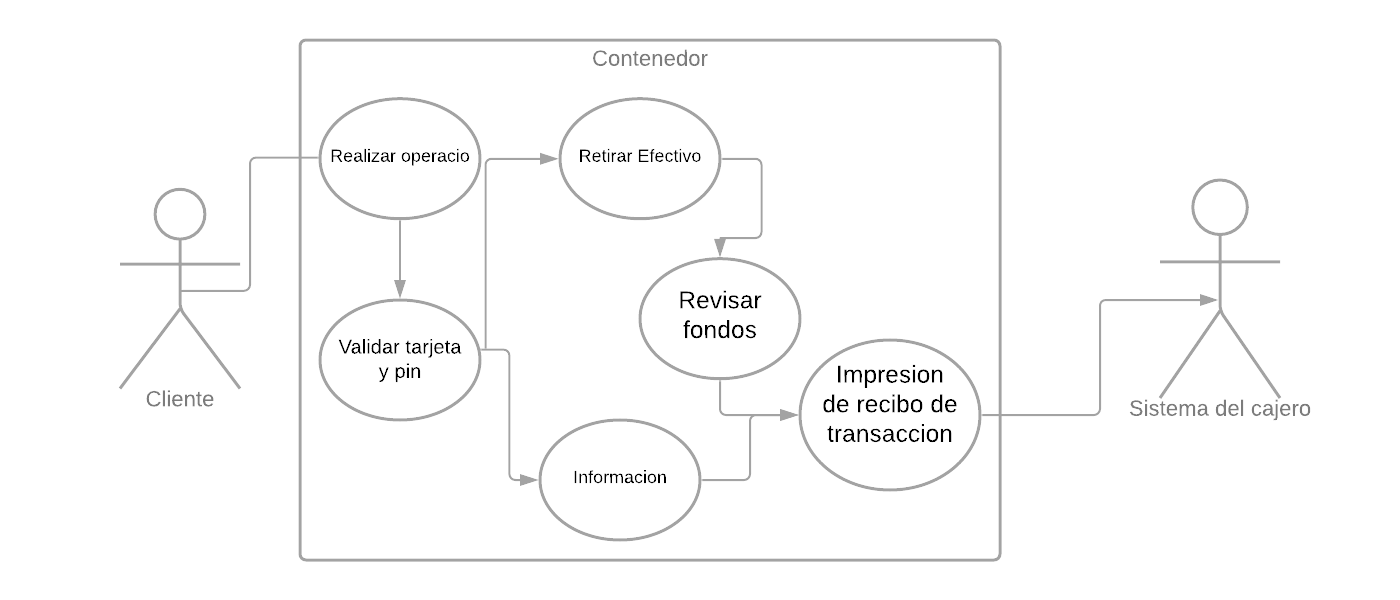 Contenedor
Realizar operacio
Retirar Efectivo
Revisar
fondos
Validar tarjeta
y pin
Impresion
de recibo de
transaccion
Informacion
Cliente
Sistema del cajero